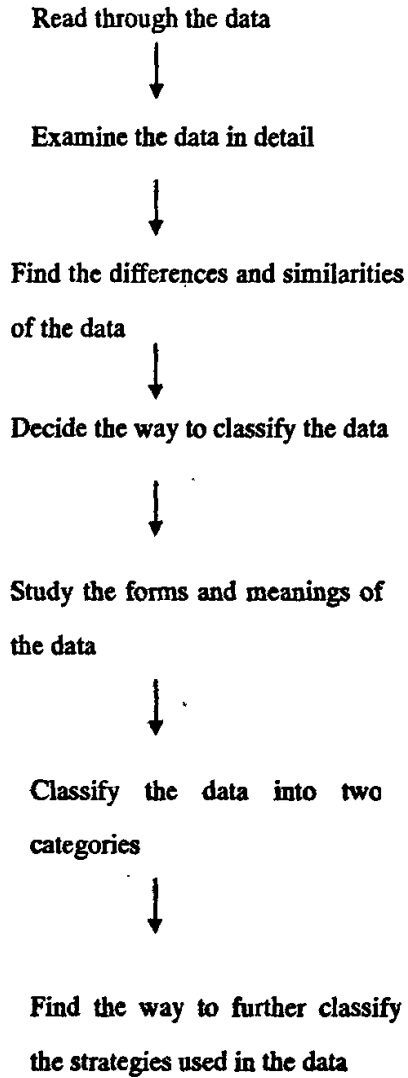 Read through the data
Examine the data in detail
Find the differences and similarities
of the data
Decide the way to classify the data
Study the forms and meanings of
the data
Classify the data into two
categories
Find the way to further classify
the strategies used in the data